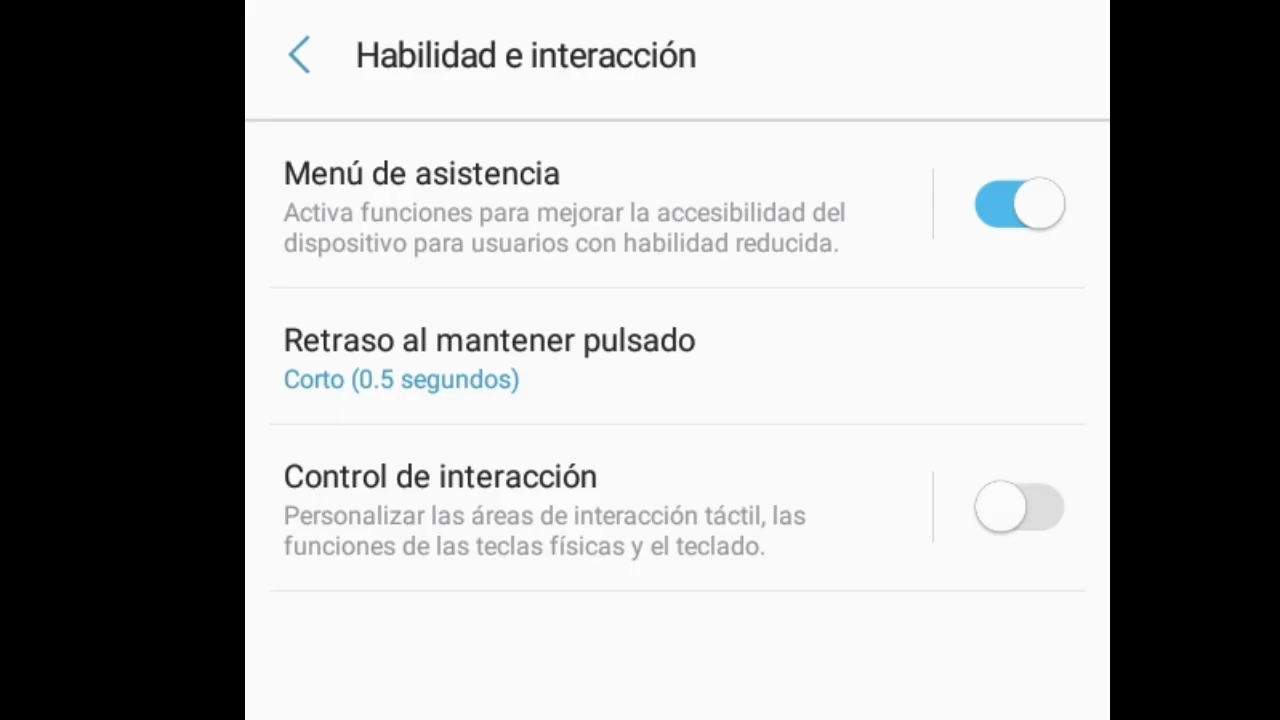 Habilidad e interacción
Menú de asistencia
Activa funciones para mejorar la accesibilidad del
dispositivo para usuarios con habilidad reducida.
Retraso al mantener pulsado
Corto (0.5 segundos)
Control de interacción
Personalizar las áreas de interacción táctil, las
funciones de las teclas físicas y el teclado.